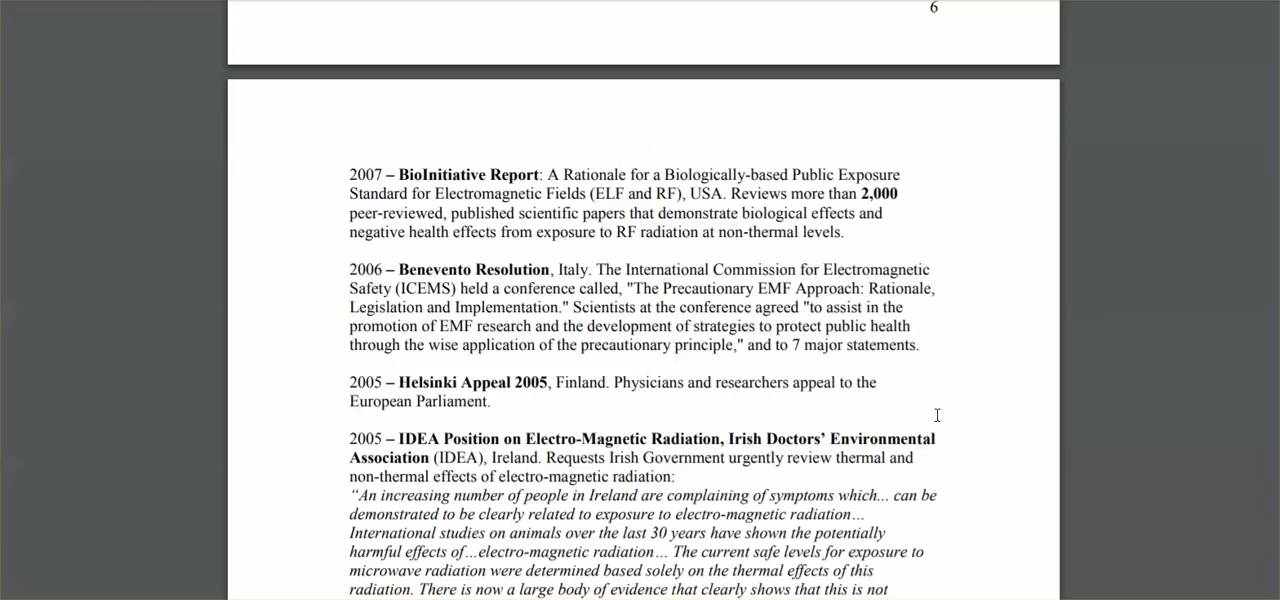 6
2007 – BioInitiative Report: A Rationale for a Biologically-based Public Exposure
Standard for Electromagnetic Fields (ELF and RF), USA. Reviews more than 2,000
peer-reviewed, published scientific papers that demonstrate biological effects and
negative health effects from exposure to RF radiation at non-thermal levels.
2006 – Benevento Resolution, Italy. The International Commission for Electromagnetic
Safety (ICEMS) held a conference called, "The Precautionary EMF Approach: Rationale,
Legislation and Implementation." Scientists at the conference agreed "to assist in the
promotion of EMF research and the development of strategies to protect public health
through the wise application of the precautionary principle," and to 7 major statements.
2005 – Helsinki Appeal 2005, Finland. Physicians and researchers appeal to the
European Parliament.
2005 – IDEA Position on Electro-Magnetic Radiation, Irish Doctors’ Environmental
Association (IDEA), Ireland. Requests Irish Government urgently review thermal and
non-thermal effects of electro-magnetic radiation:
“An increasing number of people in Ireland are complaining of symptoms which... can be
demonstrated to be clearly related to exposure to electro-magnetic radiation…
International studies on animals over the last 30 years have shown the potentially
harmful effects of…electro-magnetic radiation… The current safe levels for exposure to
microwave radiation were determined based solely on the thermal effects of this
radiation. There is now a large body of evidence that clearly shows that this is not